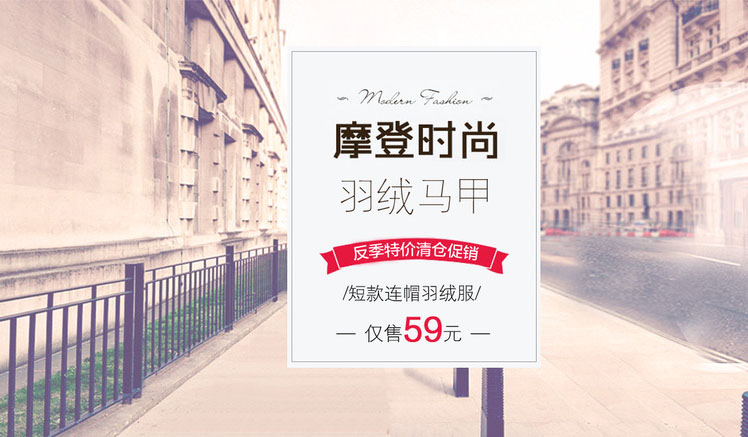 ~ Modern Fashion ~
摩登时尚
羽绒马甲
反季特价清仓促销
/短款连帽羽绒服/
— 仅售59元 —